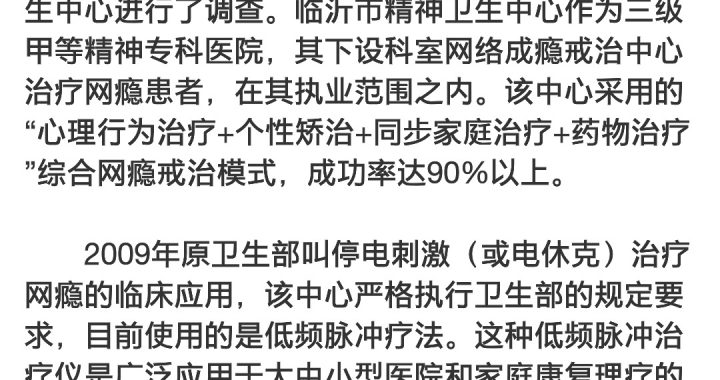 生中心进行了调查。临沂市精神卫生中心作为三级
甲等精神专科医院，其下设科室网络成瘾戒治中心
治疗网瘾患者，在其执业范围之内。该中心采用的
“心理行为治疗+个性矫治+同步家庭治疗+药物治疗
”综合网瘾戒治模式，成功率达90%以上。
2009年原卫生部叫停电刺激（或电休克）治疗
网瘾的临床应用，该中心严格执行卫生部的规定要
求，目前使用的是低频脉冲疗法。这种低频脉冲治
疗仪是广泛应用于大中小型医院和家庭康复理疗的